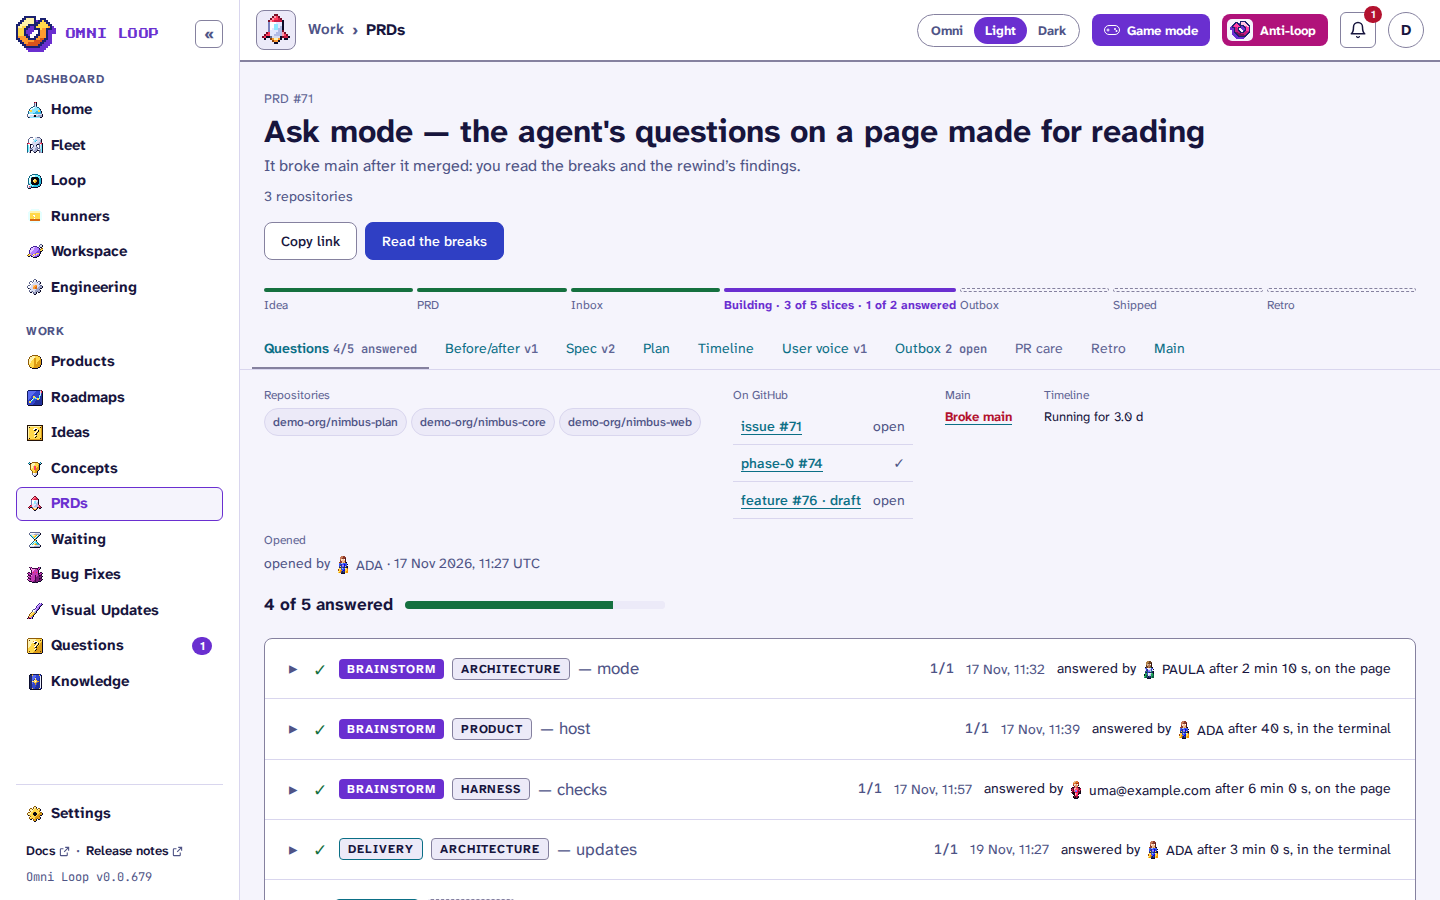 OMNI LOOP
«
DASHBOARD
Home
Fleet
Loop
Runners
Workspace
Engineering
WORK
Products
Roadmaps
Ideas
Concepts
PRDs
Waiting
Bug Fixes
Visual Updates
Questions 1
Knowledge
Settings
Docs · Release notes
Omni Loop v0.0.679
Work › PRDs
Omni Light Dark
Game mode
Anti-loop
1
D
PRD #71
Ask mode — the agent's questions on a page made for reading
It broke main after it merged: you read the breaks and the rewind's findings.
3 repositories
Copy link Read the breaks
Idea PRD Inbox Building · 3 of 5 slices · 1 of 2 answered Outbox Shipped Retro
Questions 4/5 answered Before/after v1 Spec v2 Plan Timeline User voice v1 Outbox 2 open PR care Retro Main
Repositories
demo-org/nimbus-plan demo-org/nimbus-core demo-org/nimbus-web
On GitHub
issue #71 open
phase-0 #74 ✓
feature #76 · draft open
Main
Broke main
Timeline
Running for 3.0 d
Opened
opened by ADA · 17 Nov 2026, 11:27 UTC
4 of 5 answered
▶ ✓ BRAINSTORM ARCHITECTURE — mode 1/1 17 Nov, 11:32 answered by PAULA after 2 min 10 s, on the page
▶ ✓ BRAINSTORM PRODUCT — host 1/1 17 Nov, 11:39 answered by ADA after 40 s, in the terminal
▶ ✓ BRAINSTORM HARNESS — checks 1/1 17 Nov, 11:57 answered by uma@example.com after 6 min 0 s, on the page
▶ ✓ DELIVERY ARCHITECTURE — updates 1/1 19 Nov, 11:27 answered by ADA after 3 min 0 s, in the terminal